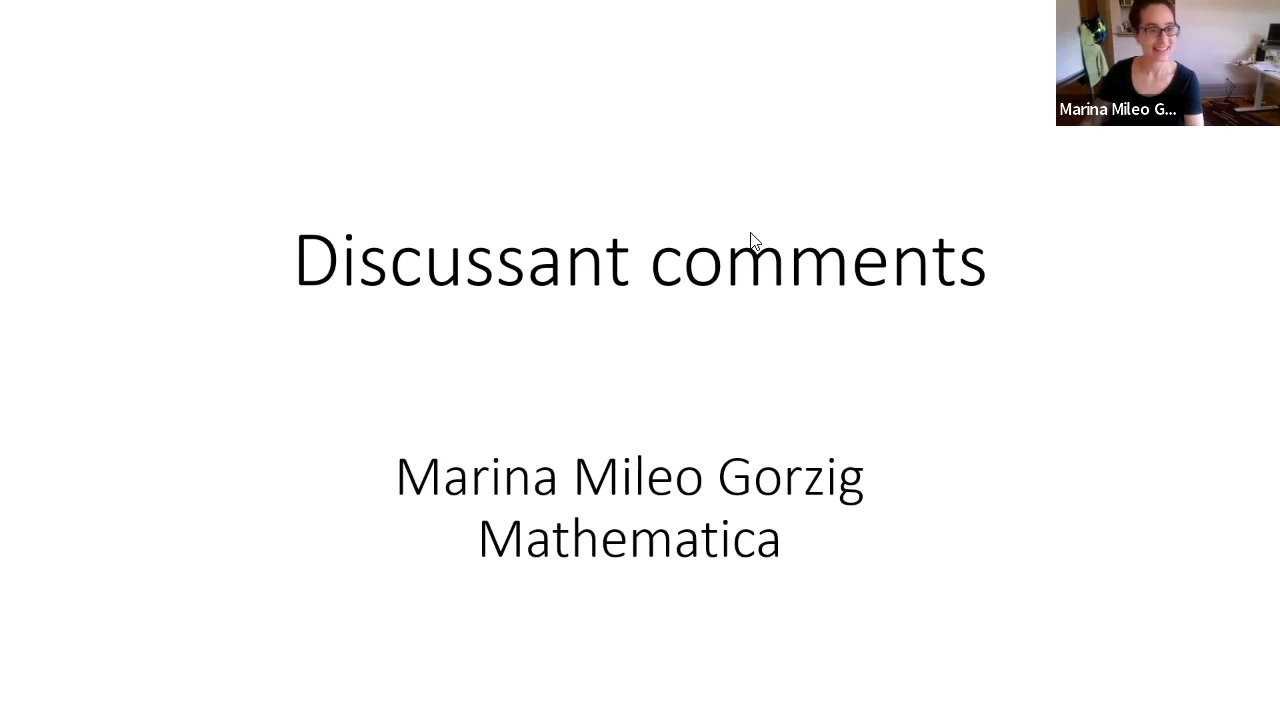 Marina Mileo G...
Discussant comments
Marina Mileo Gorzig
Mathematica